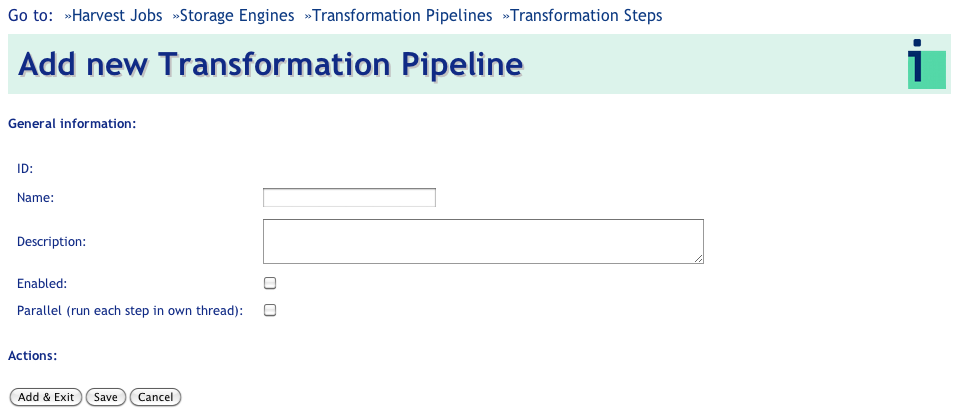 Go to: »Harvest Jobs »Storage Engines »Transformation Pipelines »Transformation Steps
Add new Transformation Pipeline
General information:
ID:
Name:
Description:
Enabled:
Parallel (run each step in own thread):
Actions:
Add & Exit Save Cancel